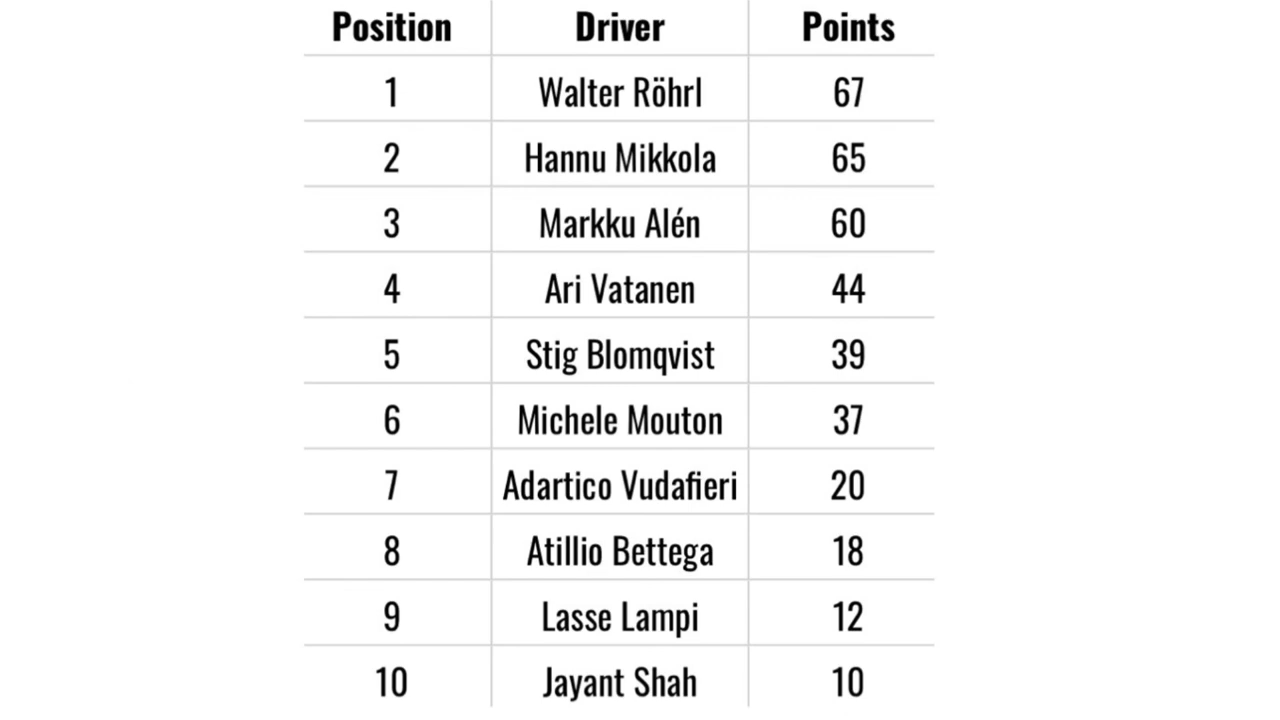 Position Driver Points
1 Walter Röhrl 67
2 Hannu Mikkola 65
3 Markku Alén 60
4 Ari Vatanen 44
5 Stig Blomqvist 39
6 Michele Mouton 37
7 Adartico Vudafieri 20
8 Atillio Bettega 18
9 Lasse Lampi 12
10 Jayant Shah 10